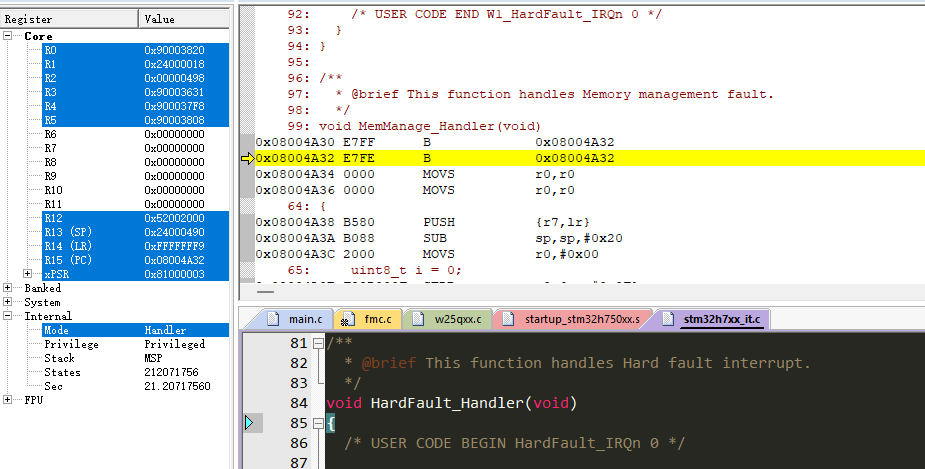 Register Value
Core
R0 0x90003820
R1 0x24000018
R2 0x00000498
R3 0x90003631
R4 0x900037F8
R5 0x90003808
R6 0x00000000
R7 0x00000000
R8 0x00000000
R9 0x00000000
R10 0x00000000
R11 0x00000000
R12 0x52002000
R13 (SP) 0x24000490
R14 (LR) 0xFFFFFFF9
R15 (PC) 0x08004A32
xPSR 0x81000003
Banked
System
Internal
Mode Handler
Privilege Privileged
Stack MSP
States 212071756
Sec 21.20717560
FPU
92: /* USER CODE END W1_HardFault_IRQn 0 */
93: }
94: }
95:
96: /**
97: * @brief This function handles Memory management fault.
98: */
99: void MemManage_Handler(void)
0x08004A30 E7FF B 0x08004A32
0x08004A32 E7FE B 0x08004A32
0x08004A34 0000 MOVS r0,r0
0x08004A36 0000 MOVS r0,r0
64: {
0x08004A38 B580 PUSH {r7,lr}
0x08004A3A B088 SUB sp,sp,#0x20
0x08004A3C 2000 MOVS r0,#0x00
65: uint8_t i = 0;
main.c fmc.c w25qxx.c startup_stm32h750xx.s stm32h7xx_it.c
81 /**
82 * @brief This function handles Hard fault interrupt.
83 */
84 void HardFault_Handler(void)
85 {
86 /* USER CODE BEGIN HardFault_IRQn 0 */
87